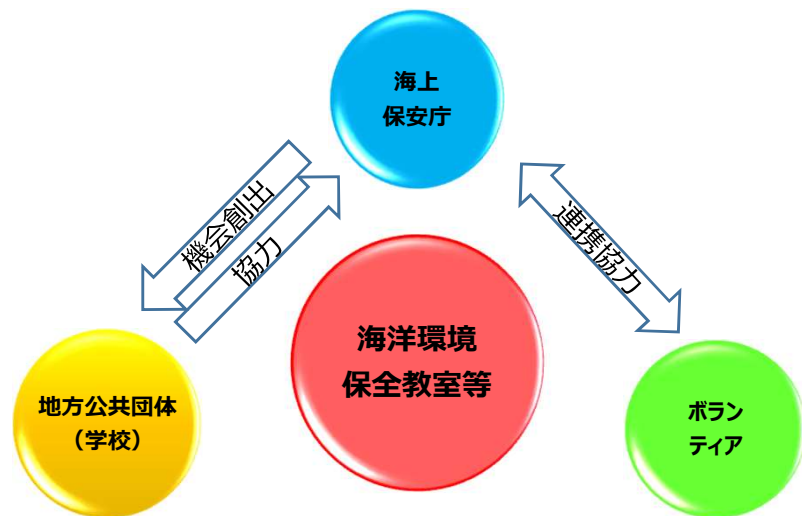 海上
保安庁
機会創出
協力
連携協力
海洋環境
保全教室等
地方公共団体
（学校）
ボラン
ティア